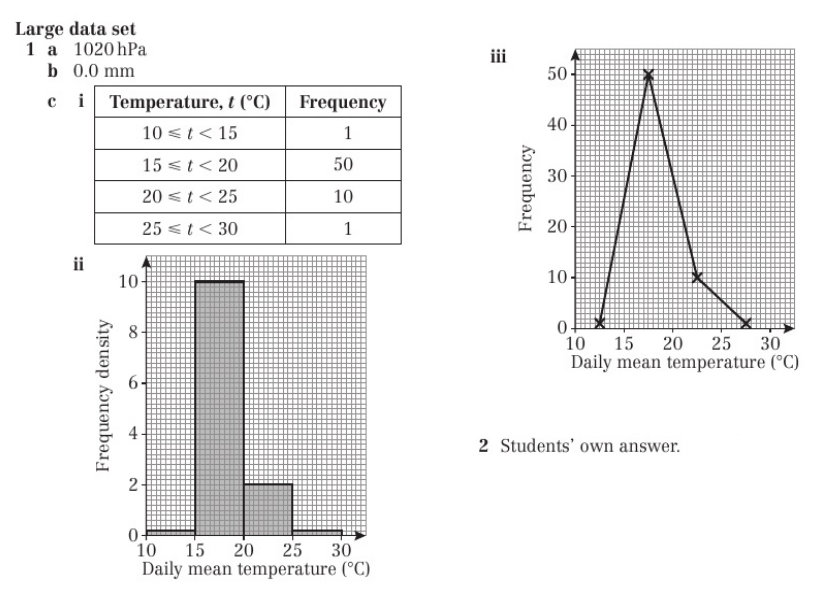 Large data set
1 a 1020 hPa
b 0.0 mm
c i
Temperature, t (°C) Frequency
10 ⩽ t < 15 1
15 ⩽ t < 20 50
20 ⩽ t < 25 10
25 ⩽ t < 30 1
ii
Frequency density
10
8
6
4
2
0
10 15 20 25 30
Daily mean temperature (°C)
iii
Frequency
50
40
30
20
10
0
10 15 20 25 30
Daily mean temperature (°C)
2 Students’ own answer.